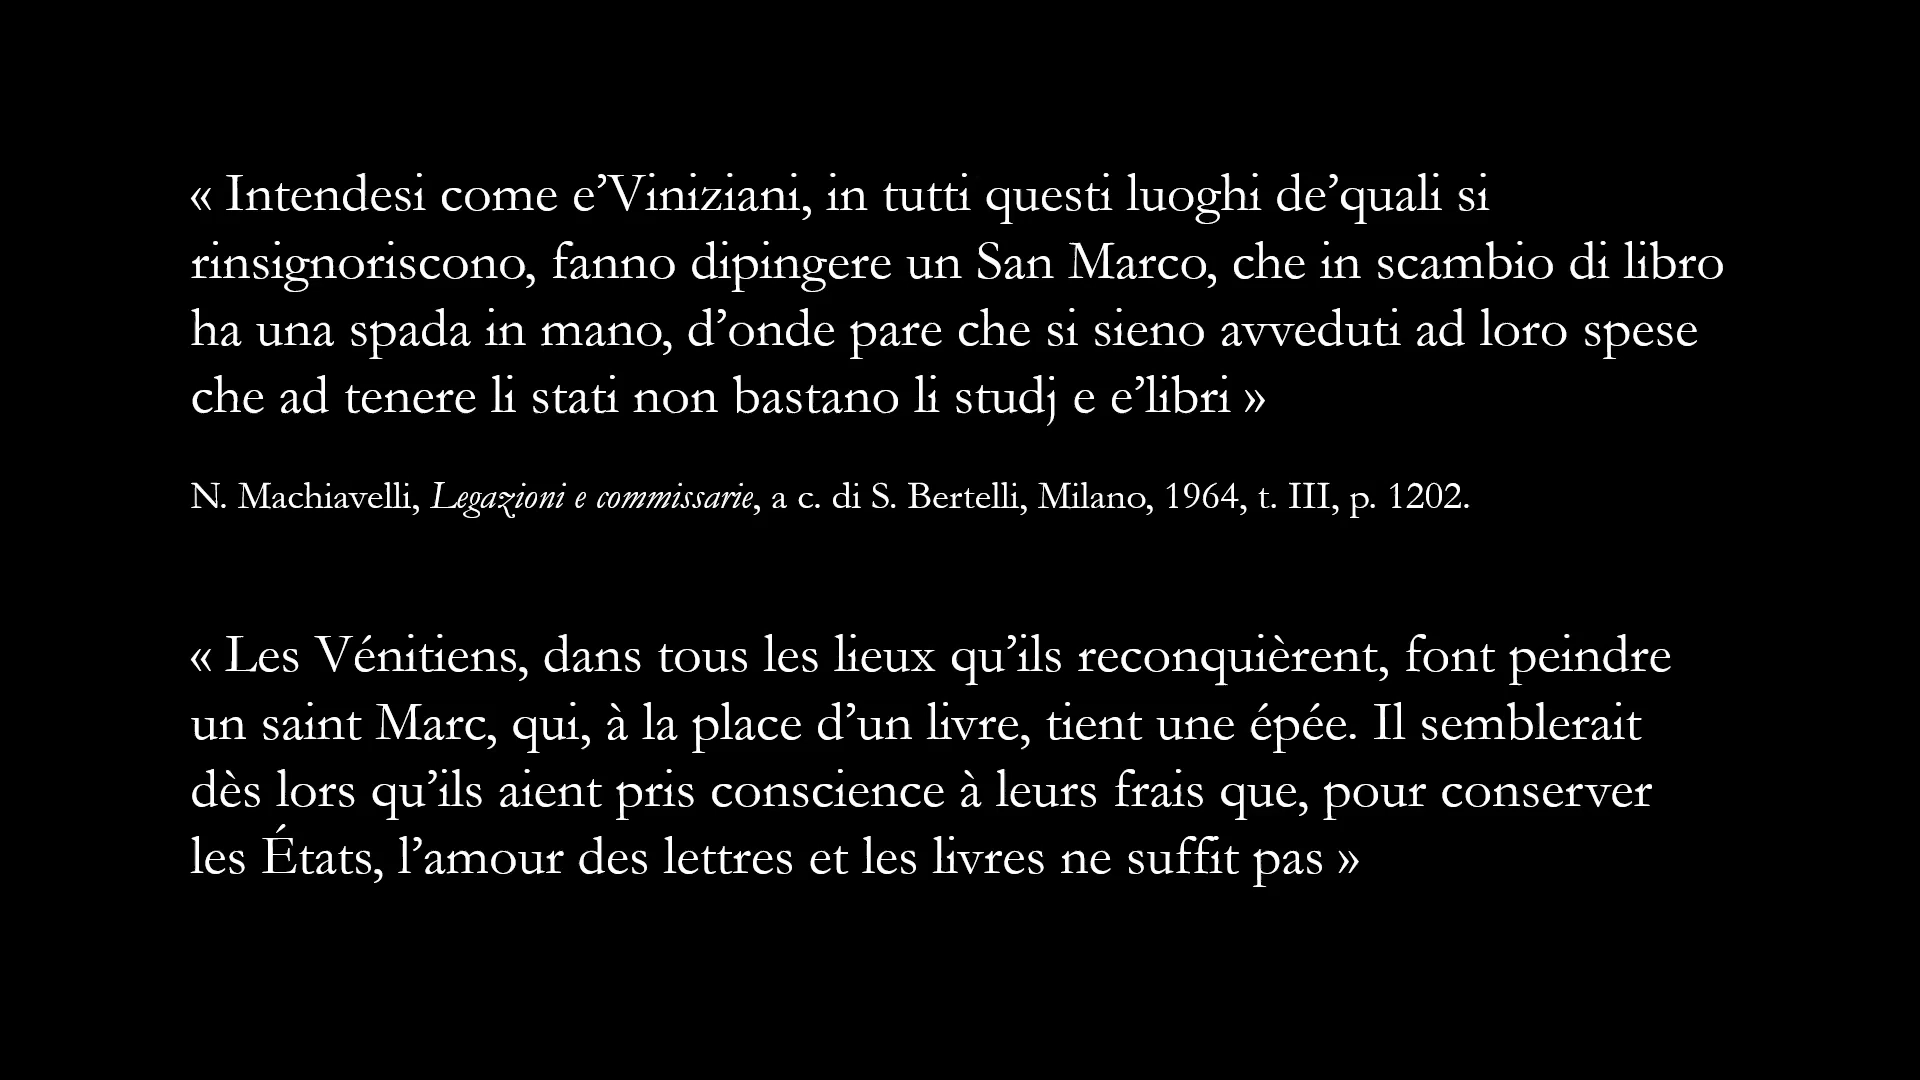 « Intendesi come e’Viniziani, in tutti questi luoghi de’quali si
rinsignoriscono, fanno dipingere un San Marco, che in scambio di libro
ha una spada in mano, d’onde pare che si sieno avveduti ad loro spese
che ad tenere li stati non bastano li studj e e’libri »
N. Machiavelli, Legazioni e commissarie, a c. di S. Bertelli, Milano, 1964, t. III, p. 1202.
« Les Vénitiens, dans tous les lieux qu’ils reconquièrent, font peindre
un saint Marc, qui, à la place d’un livre, tient une épée. Il semblerait
dès lors qu’ils aient pris conscience à leurs frais que, pour conserver
les États, l’amour des lettres et les livres ne suffit pas »